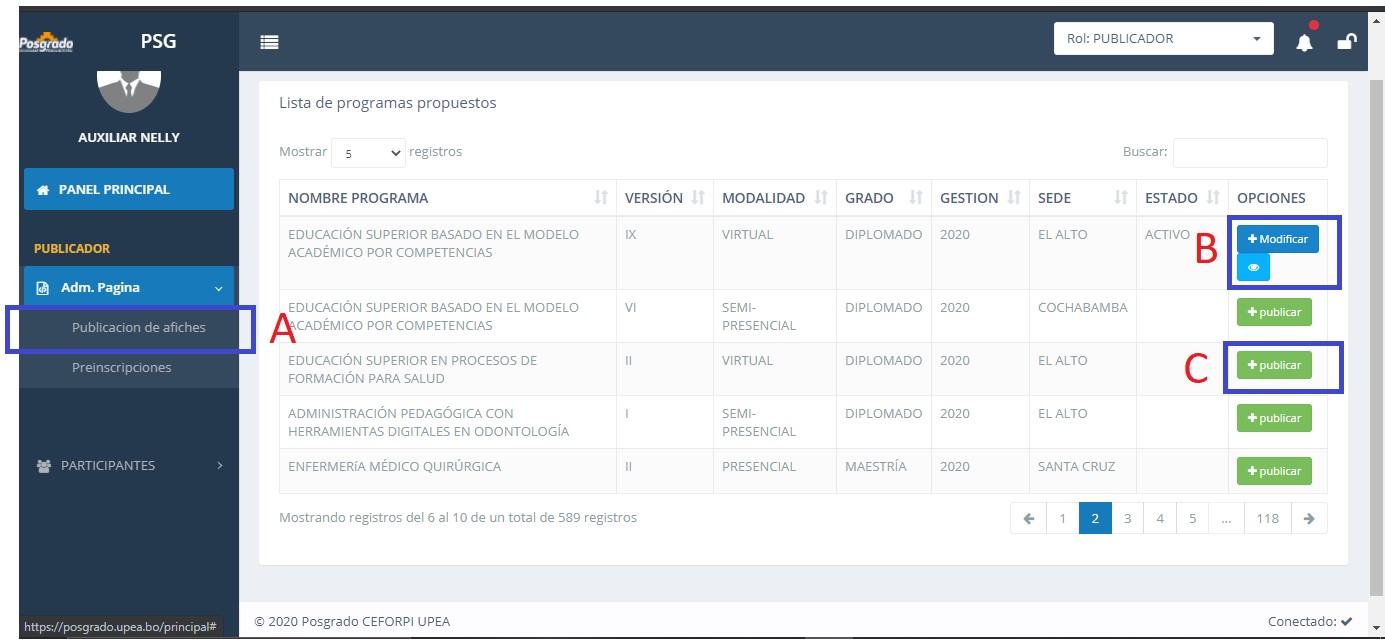 Posgrado
PSG
Rol: PUBLICADOR
AUXILIAR NELLY
PANEL PRINCIPAL
PUBLICADOR
Adm. Pagina
Publicacion de afiches
A
Preinscripciones
PARTICIPANTES
https://posgrado.upea.bo/principal#
Lista de programas propuestos
Mostrar 5 registros
Buscar:
NOMBRE PROGRAMA VERSIÓN MODALIDAD GRADO GESTION SEDE ESTADO OPCIONES
EDUCACIÓN SUPERIOR BASADO EN EL MODELO IX VIRTUAL DIPLOMADO 2020 EL ALTO ACTIVO B + Modificar
ACADÉMICO POR COMPETENCIAS
EDUCACIÓN SUPERIOR BASADO EN EL MODELO VI SEMI- DIPLOMADO 2020 COCHABAMBA + publicar
ACADÉMICO POR COMPETENCIAS PRESENCIAL
EDUCACIÓN SUPERIOR EN PROCESOS DE II VIRTUAL DIPLOMADO 2020 EL ALTO C + publicar
FORMACIÓN PARA SALUD
ADMINISTRACIÓN PEDAGÓGICA CON I SEMI- DIPLOMADO 2020 EL ALTO + publicar
HERRAMIENTAS DIGITALES EN ODONTOLOGÍA PRESENCIAL
ENFERMERíA MÉDICO QUIRÚRGICA II PRESENCIAL MAESTRÍA 2020 SANTA CRUZ + publicar
Mostrando registros del 6 al 10 de un total de 589 registros
1 2 3 4 5 ... 118
© 2020 Posgrado CEFORPI UPEA
Conectado: